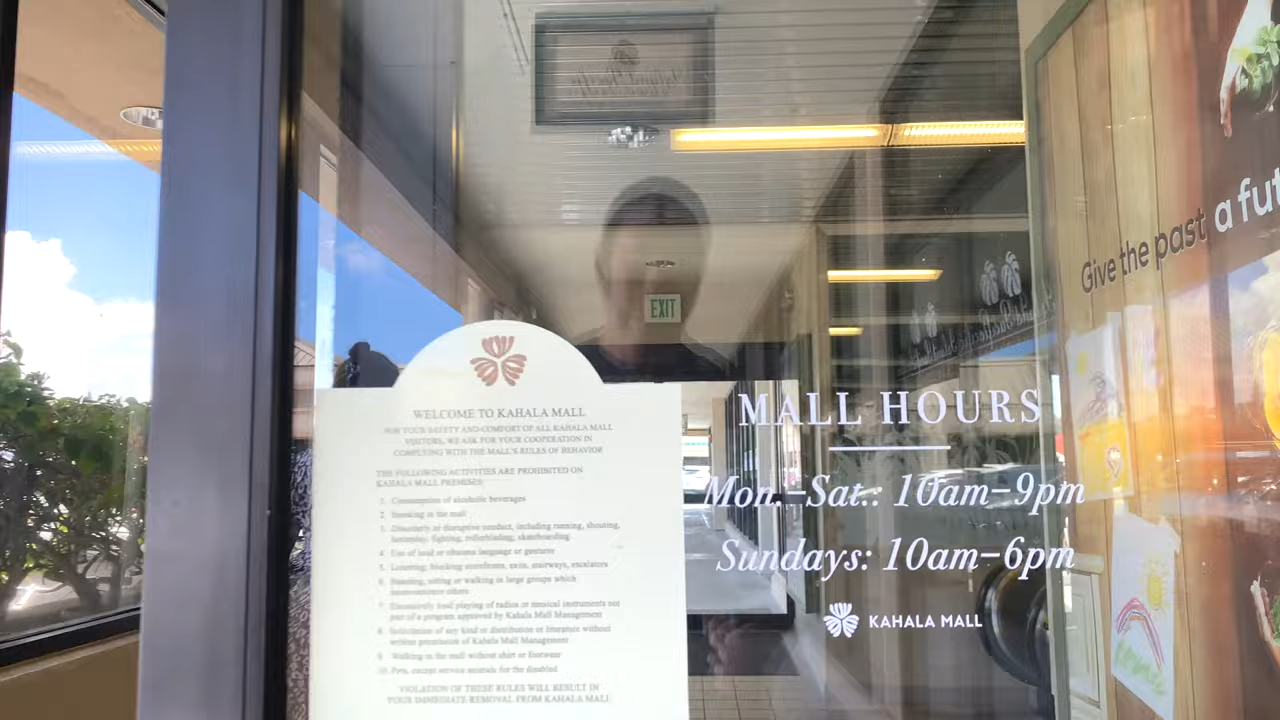 EXIT
Give the past a fut
WELCOME TO KAHALA MALL
FOR YOUR SAFETY AND COMFORT OF ALL KAHALA MALL
VISITORS, WE ASK FOR YOUR COOPERATION IN
COMPLYING WITH THE MALL'S RULES OF BEHAVIOR
THE FOLLOWING ACTIVITIES ARE PROHIBITED ON
KAHALA MALL PREMISES:
1. Consumption of alcoholic beverages
2. Smoking in the mall
3. Disorderly or disruptive conduct, including running, shouting,
horseplay, fighting, rollerblading, skateboarding
4. Use of loud or obscene language or gestures
5. Loitering; blocking storefronts, exits, stairways, escalators
6. Standing, sitting or walking in large groups which
inconvenience others
7. Excessively loud playing of radios or musical instruments not
part of a program approved by Kahala Mall Management
8. Solicitation of any kind or distribution of literature without
written permission of Kahala Mall Management
9. Walking in the mall without shirt or footwear
10. Pets, except service animals for the disabled
VIOLATION OF THESE RULES WILL RESULT IN
YOUR IMMEDIATE REMOVAL FROM KAHALA MALL
MALL HOURS
Mon.–Sat.: 10am–9pm
Sundays: 10am–6pm
KAHALA MALL